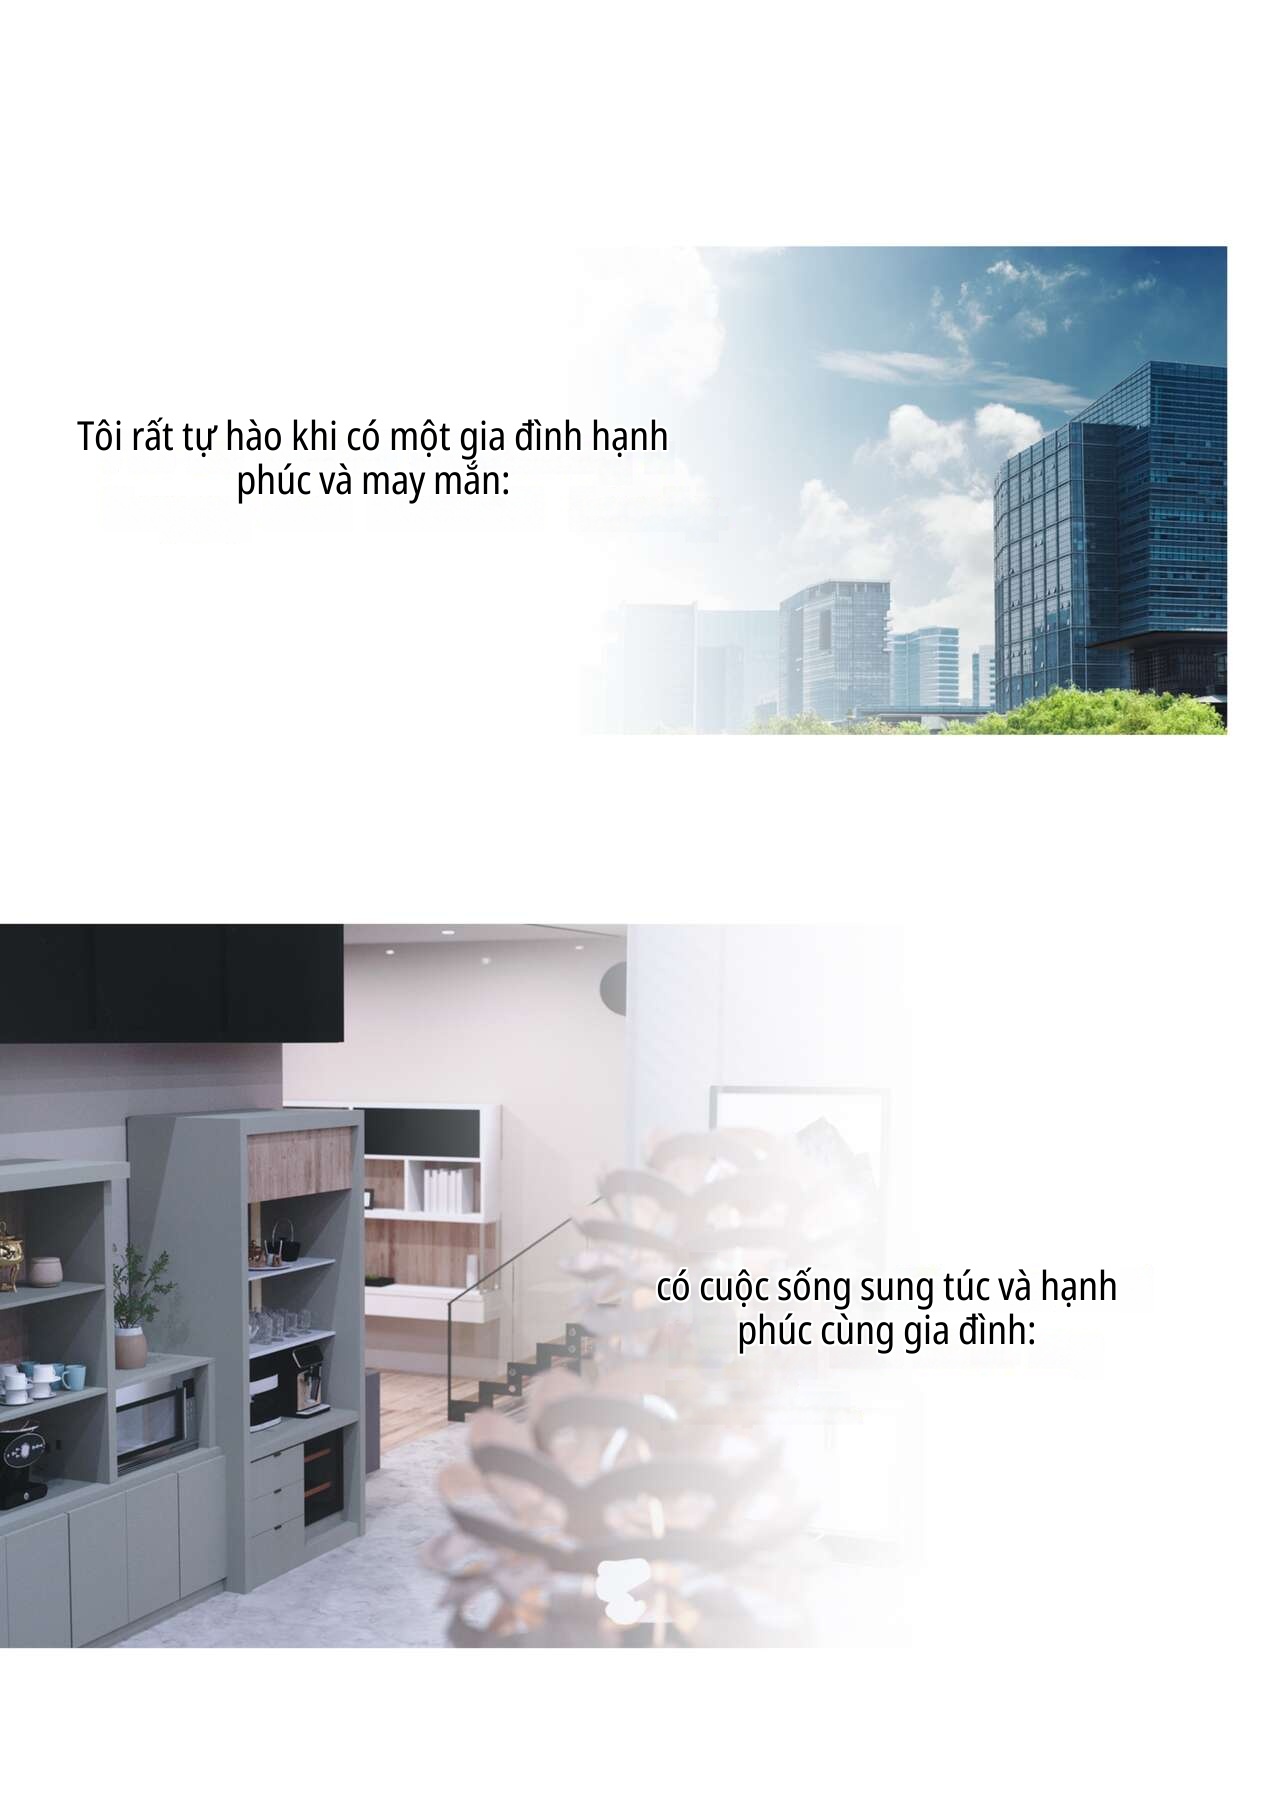 Tôi rất tự hào khi có một gia đình hạnh
phúc và may mắn:
có cuộc sống sung túc và hạnh
phúc cùng gia đình: